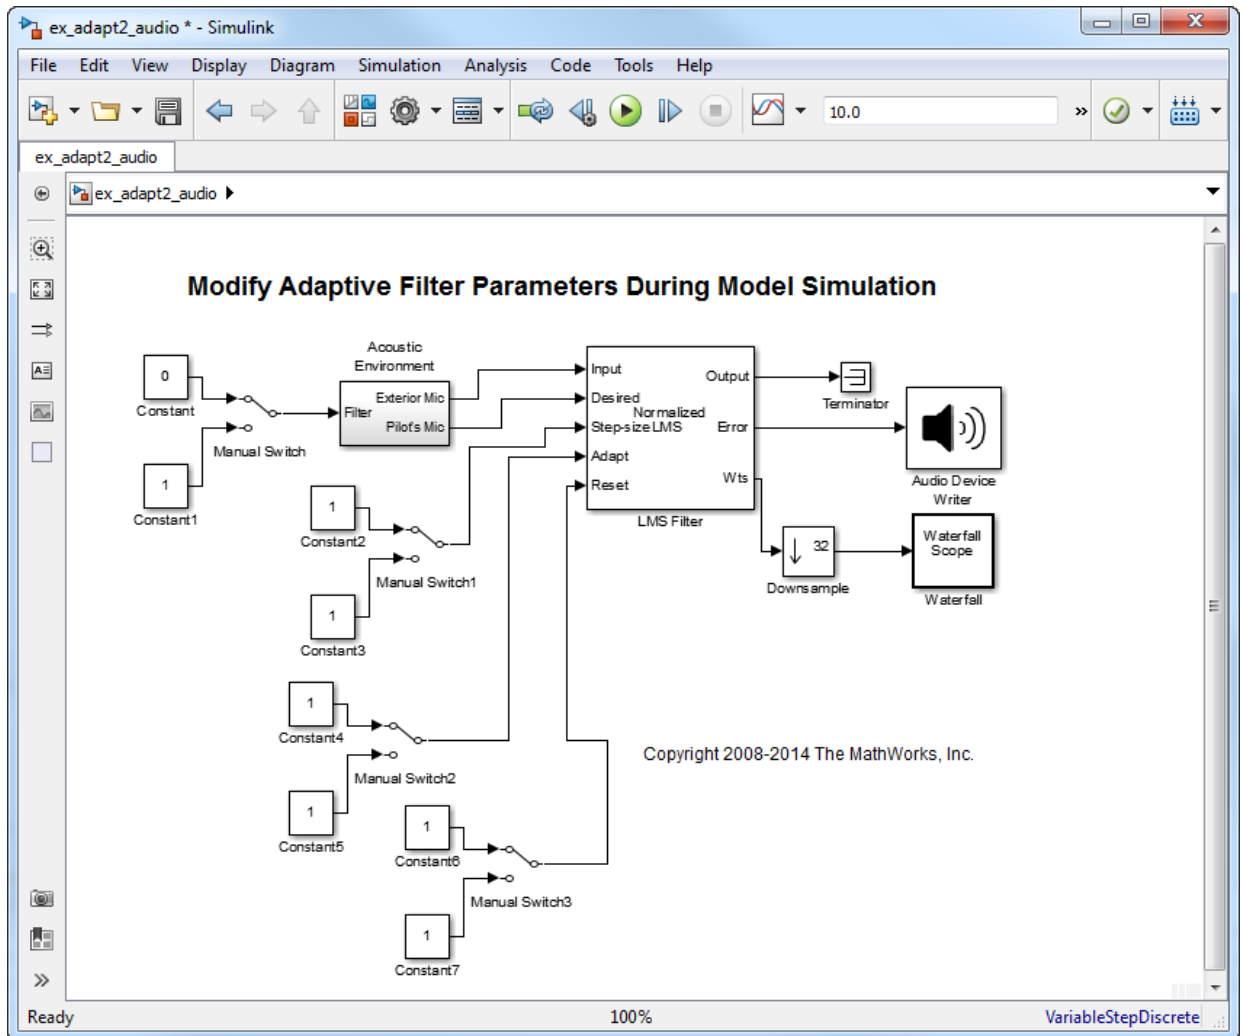 ex_adapt2_audio * - Simulink
File Edit View Display Diagram Simulation Analysis Code Tools Help
10.0
ex_adapt2_audio
ex_adapt2_audio
Modify Adaptive Filter Parameters During Model Simulation
0
Constant
1
Constant1
Manual Switch
Acoustic
Environment
Filter
Exterior Mic
Pilot's Mic
1
Constant2
1
Constant3
Manual Switch1
1
Constant4
1
Constant5
Manual Switch2
1
Constant6
1
Constant7
Manual Switch3
Input
Desired
Step-size
Adapt
Reset
Normalized
LMS
Output
Error
Wts
LMS Filter
Terminator
Audio Device
Writer
32
Downsample
Waterfall
Scope
Waterfall
Copyright 2008-2014 The MathWorks, Inc.
Ready
100%
VariableStepDiscrete